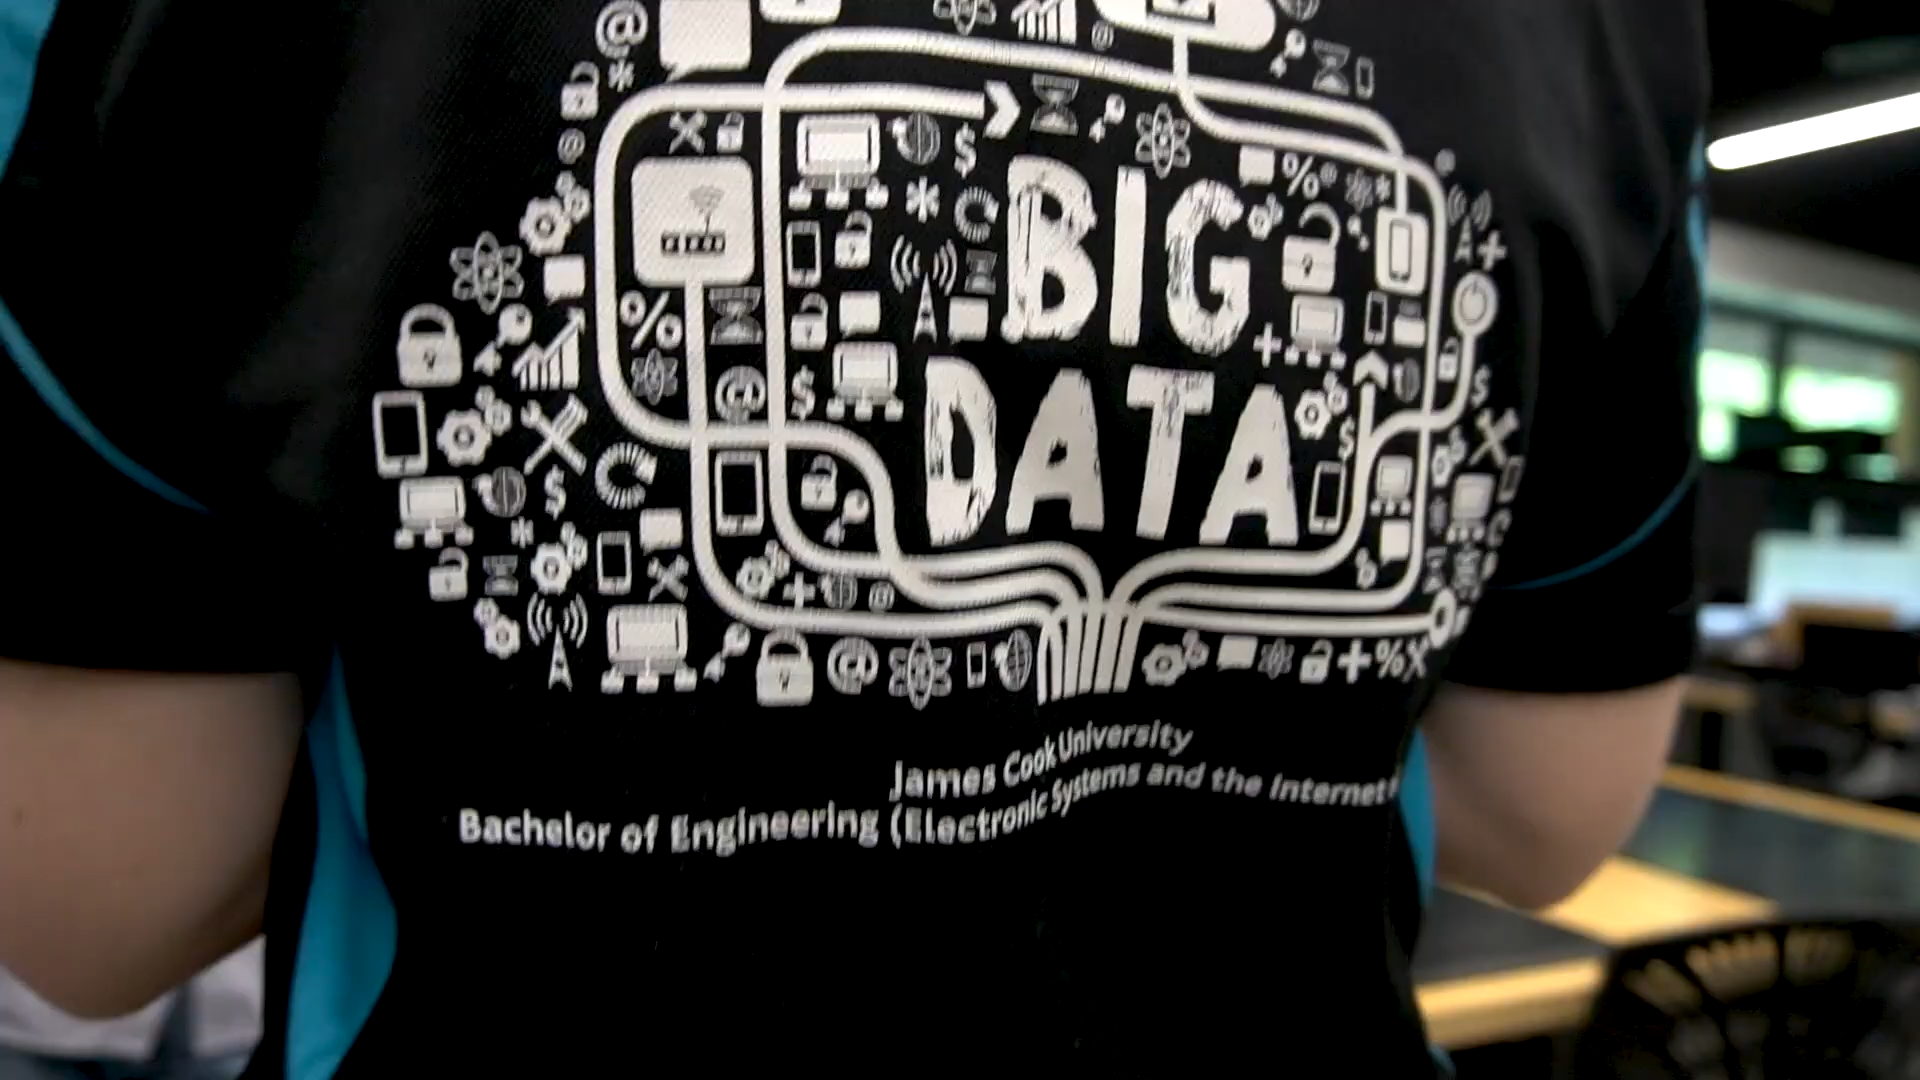 BIG
DATA
James Cook University
Bachelor of Engineering (Electronic Systems and the Internet